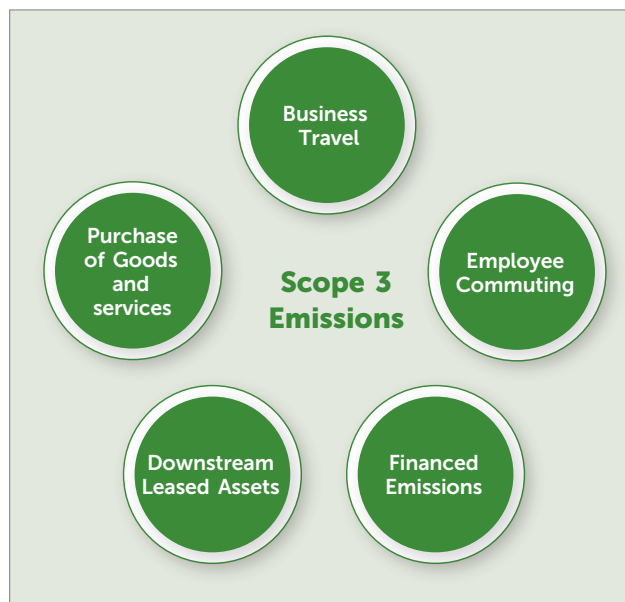 Business
Travel
Purchase
of Goods
and
services
Employee
Commuting
Scope 3
Emissions
Downstream
Leased Assets
Financed
Emissions